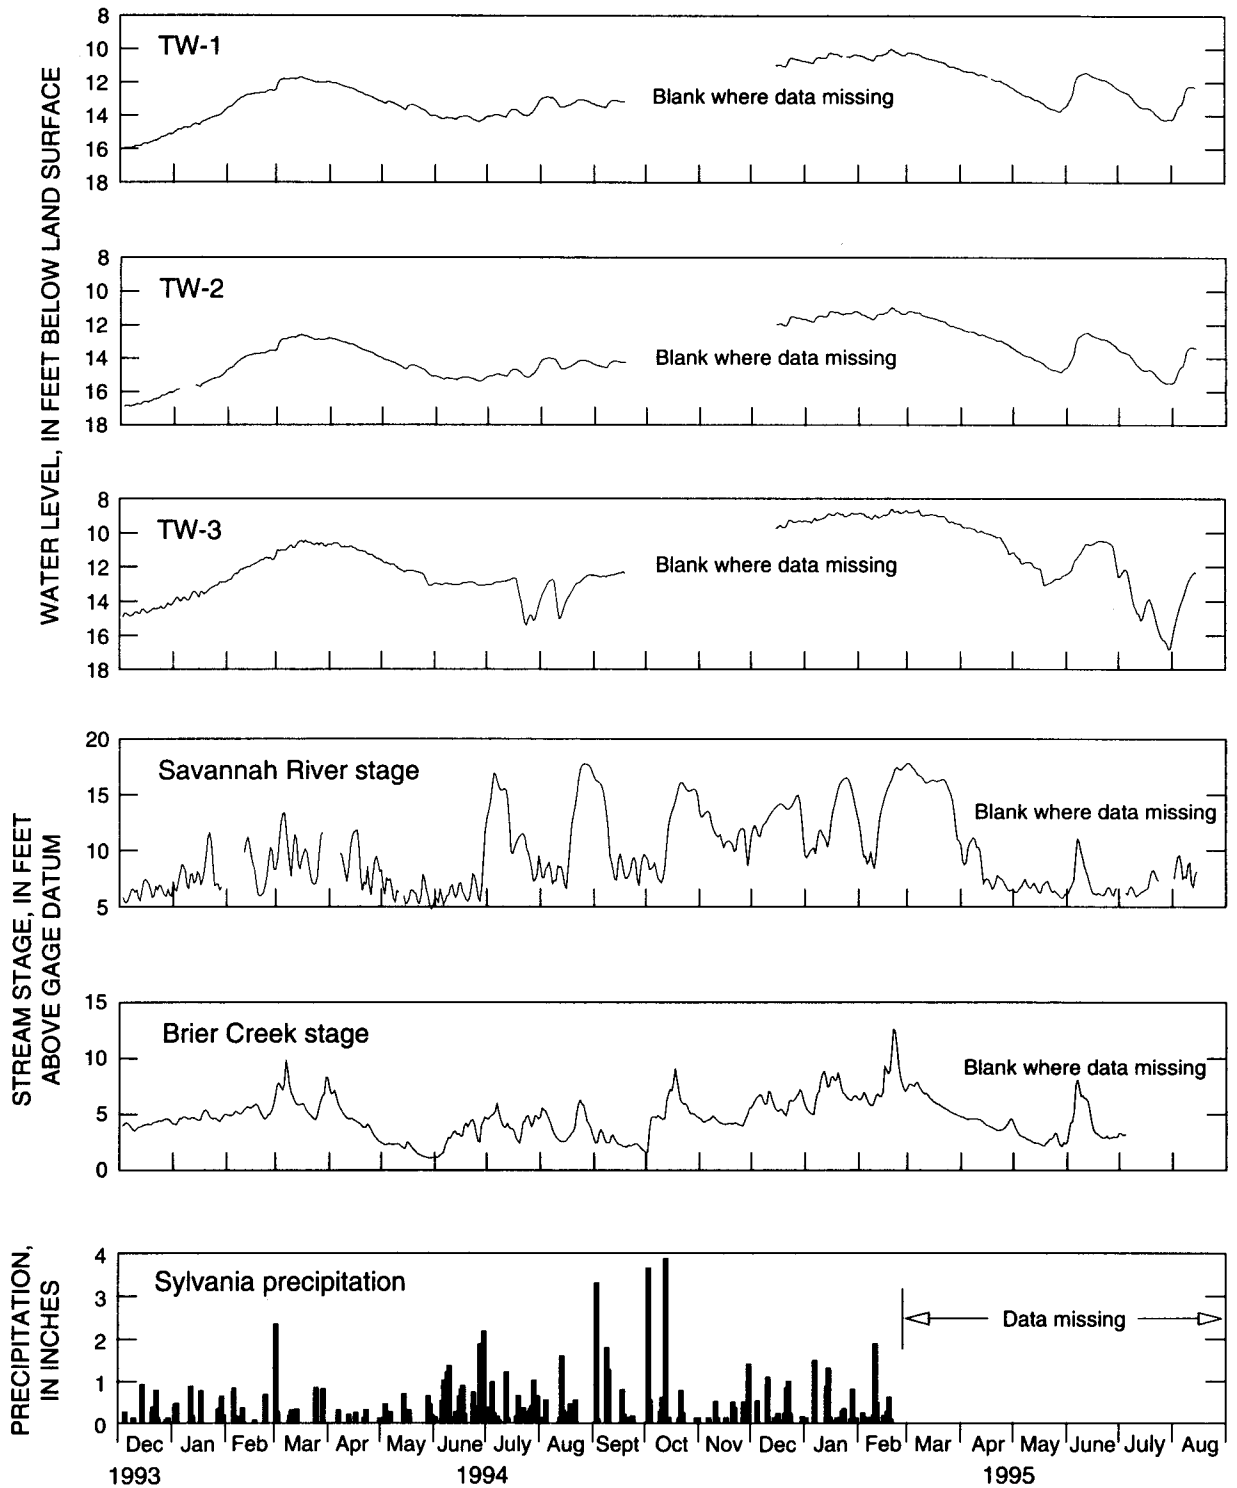 WATER LEVEL, IN FEET BELOW LAND SURFACE
TW-1
8
10
12
14
16
18
Blank where data missing
TW-2
8
10
12
14
16
18
Blank where data missing
TW-3
8
10
12
14
16
18
Blank where data missing
STREAM STAGE, IN FEET
ABOVE GAGE DATUM
Savannah River stage
20
15
10
5
Blank where data missing
Brier Creek stage
15
10
5
0
Blank where data missing
PRECIPITATION,
IN INCHES
Sylvania precipitation
4
3
2
1
0
Data missing
Dec Jan Feb Mar Apr May June July Aug Sept Oct Nov Dec Jan Feb Mar Apr May June July Aug
1993 1994 1995